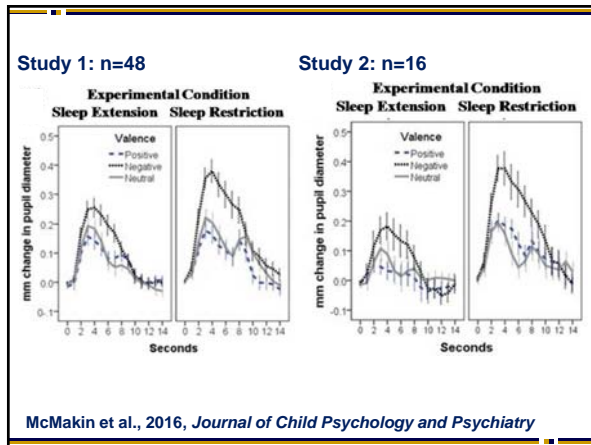 Study 1: n=48
Study 2: n=16
Experimental Condition
Sleep Extension Sleep Restriction
Valence
Positive
Negative
Neutral
mm change in pupil diameter
0.5
0.4
0.3
0.2
0.1
0.0
0-.1
0 2 4 6 8 10 12 14 0 2 4 6 8 10 12 14
Seconds
Experimental Condition
Sleep Extension Sleep Restriction
Valence
Positive
Negative
Neutral
mm change in pupil diameter
0.5
0.4
0.3
0.2
0.1
0.0
-0.1
0 2 4 6 8 10 12 14 0 2 4 6 8 10 12 14
Seconds
McMakin et al., 2016, Journal of Child Psychology and Psychiatry